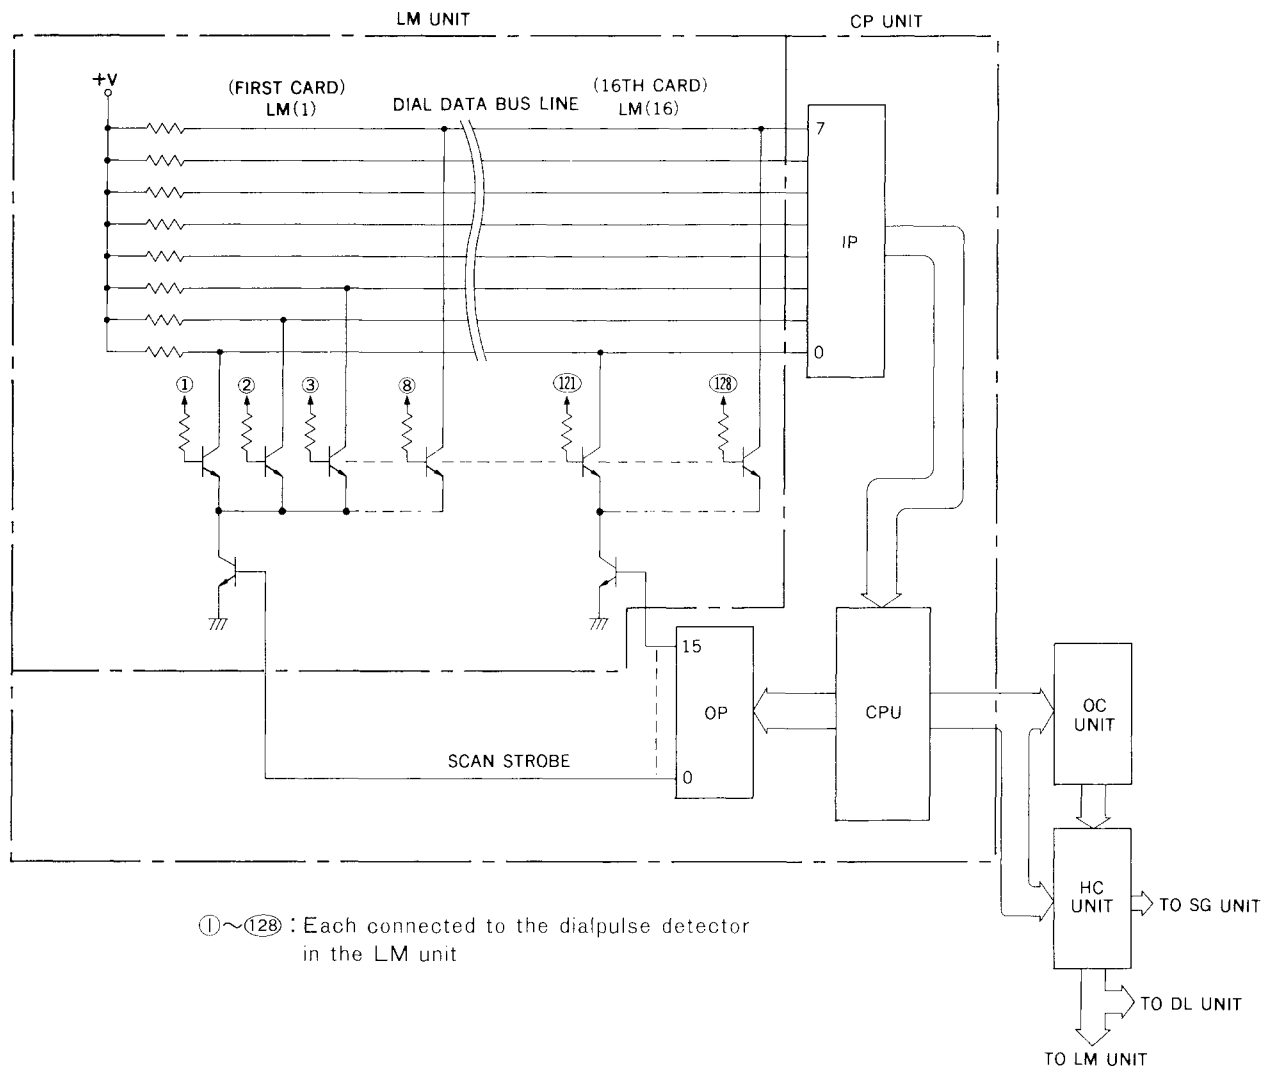 LM UNIT
CP UNIT
+V
(FIRST CARD)
LM(1)
DIAL DATA BUS LINE
(16TH CARD)
LM(16)
7
IP
0
①
②
③
⑧
(121)
(128)
15
OP
0
CPU
SCAN STROBE
OC
UNIT
HC
UNIT
TO SG UNIT
TO DL UNIT
TO LM UNIT
①~(128) : Each connected to the dialpulse detector
in the LM unit